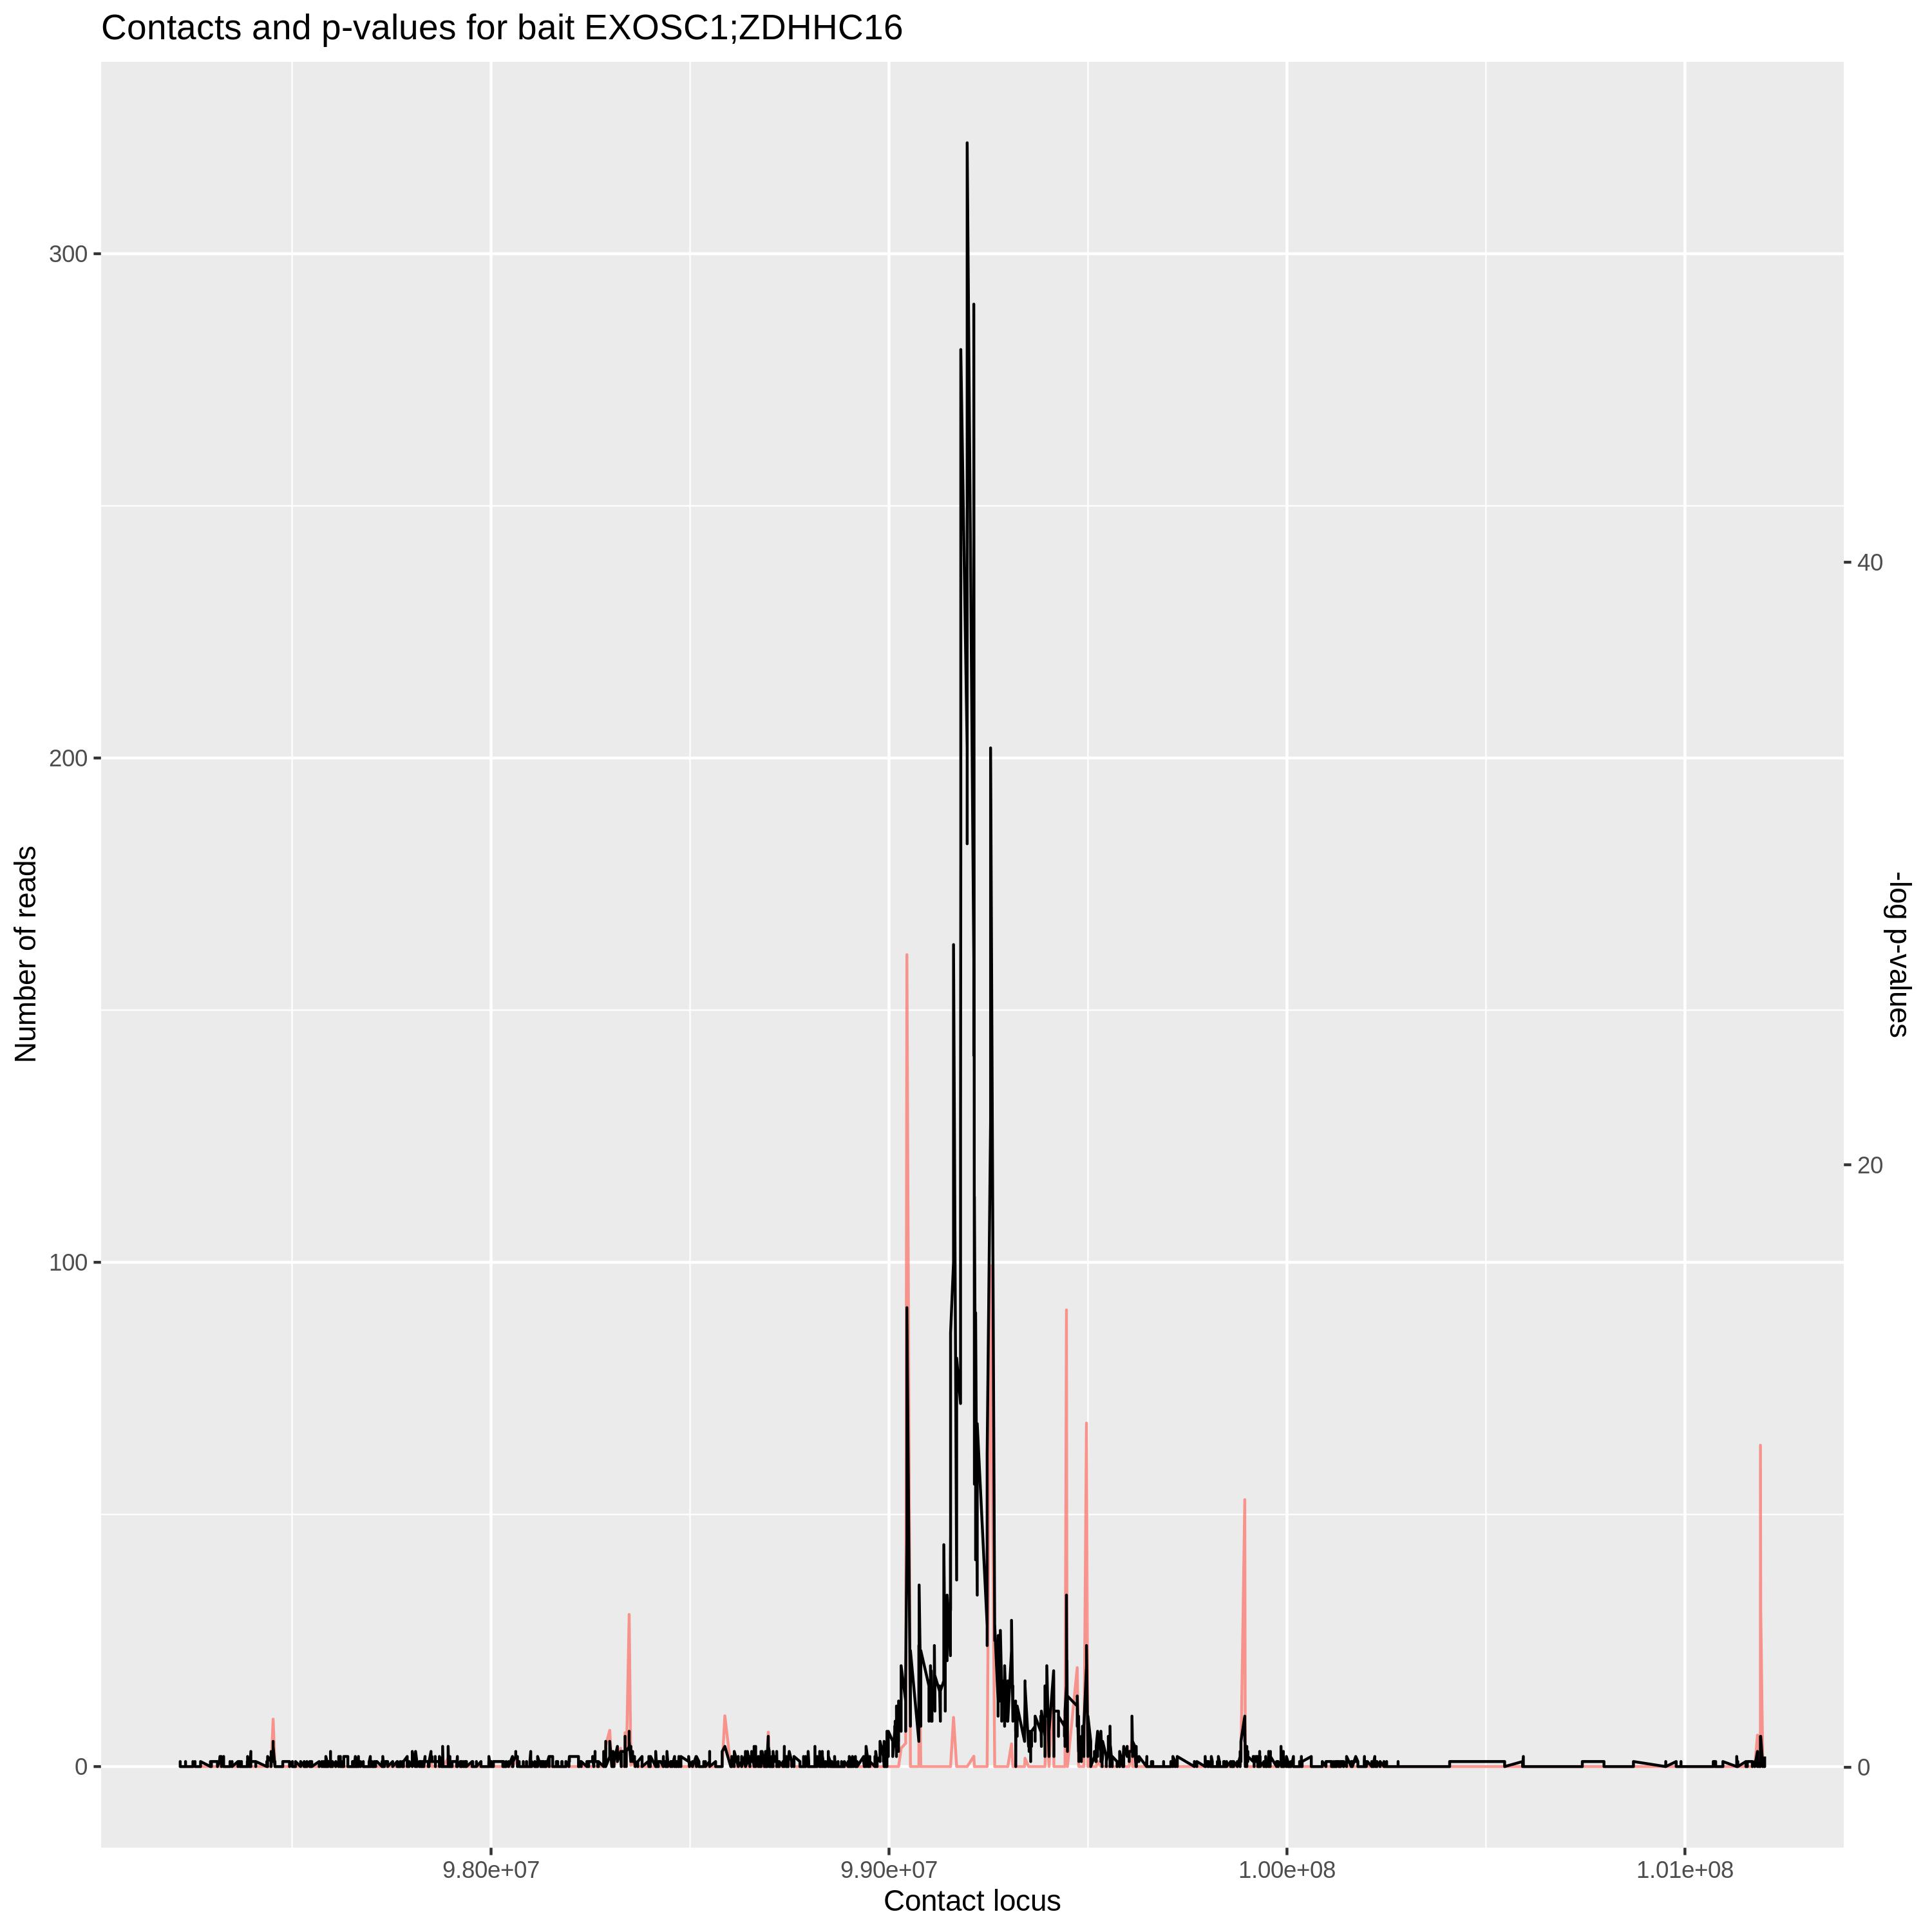 Contacts and p-values for bait EXOSC1;ZDHHC16
300
200
100
0
Number of reads
40
20
0
-log p-values
9.80e+07
9.90e+07
1.00e+08
1.01e+08
Contact locus